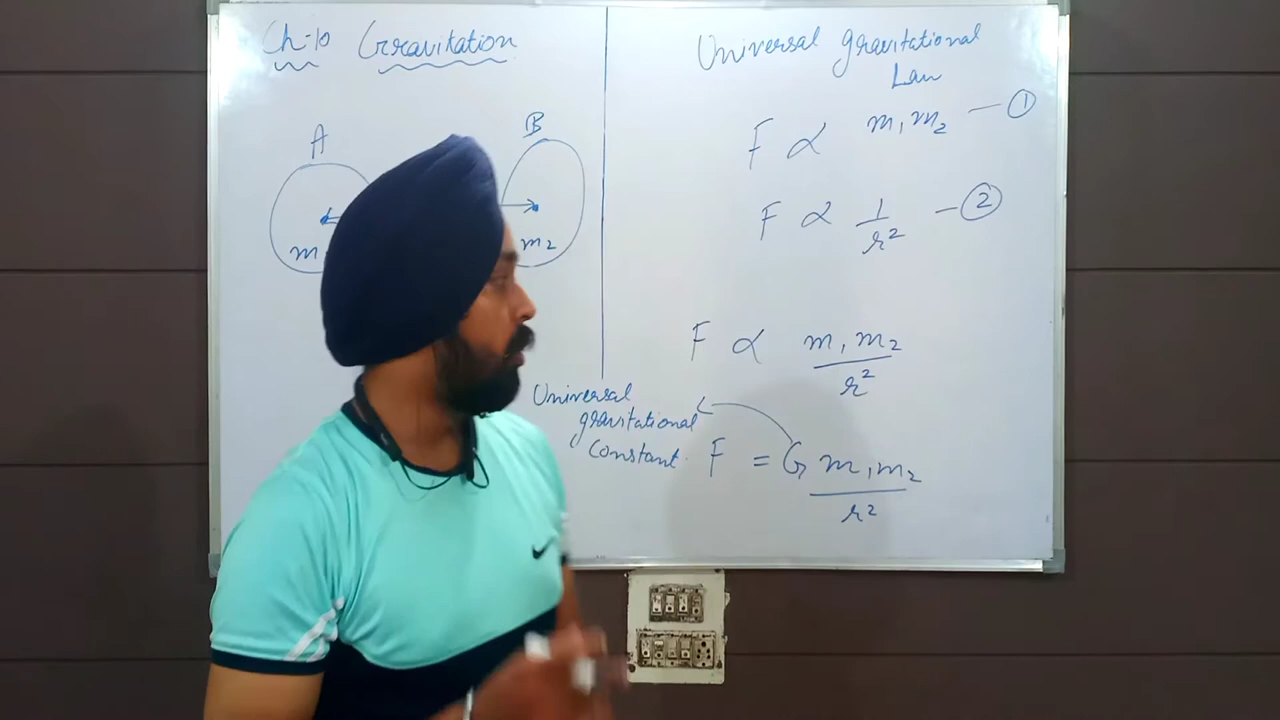 Ch-10 Gravitation
A
B
m
m₂
Universal gravitational
Law
F ∝ m₁m₂ — ①
F ∝ 1/r² — ②
F ∝ m₁m₂/r²
Universal
gravitational
Constant.
F = G m₁m₂/r²